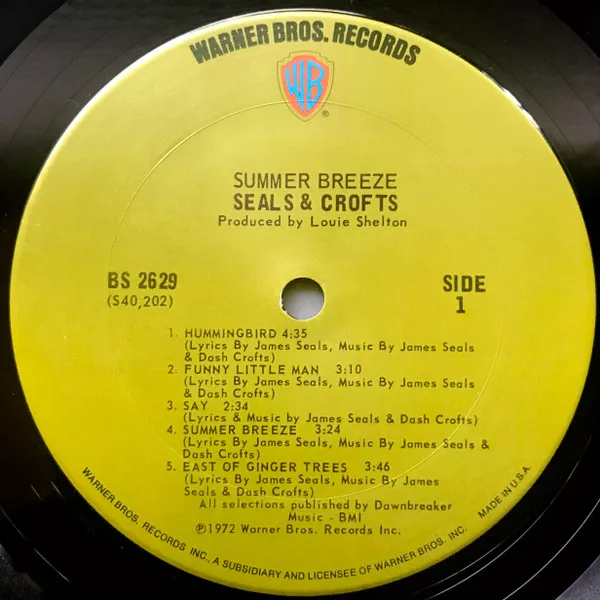 WARNER BROS. RECORDS
WB
®
SUMMER BREEZE
SEALS & CROFTS
Produced by Louie Shelton
BS 2629
(S40,202)
SIDE
1
1. HUMMINGBIRD 4:35
(Lyrics By James Seals, Music By James Seals
& Dash Crofts)
2. FUNNY LITTLE MAN 3:10
(Lyrics By James Seals, Music By James Seals
& Dash Crofts)
3. SAY 2:34
(Lyrics & Music by James Seals & Dash Crofts)
4. SUMMER BREEZE 3:24
(Lyrics By James Seals, Music By James Seals &
Dash Crofts)
5. EAST OF GINGER TREES 3:46
(Lyrics By James Seals, Music By James
Seals & Dash Crofts)
All selections published by Dawnbreaker
Music - BMI
℗1972 Warner Bros. Records Inc.
WARNER BROS. RECORDS INC., A SUBSIDIARY AND LICENSEE OF WARNER BROS. INC. MADE IN U.S.A.